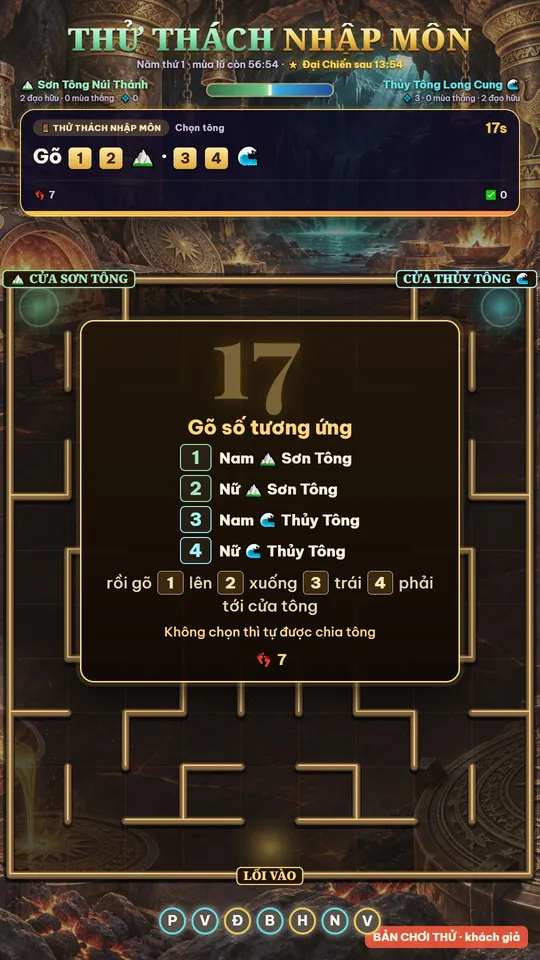 THỬ THÁCH NHẬP MÔN
Năm thứ 1 · mùa lũ còn 56:54 · ★ Đại Chiến sau 13:54
Sơn Tông Núi Thánh
Thủy Tông Long Cung
2 đạo hữu · 0 mùa thắng · 0
3 · 0 mùa thắng · 2 đạo hữu
THỬ THÁCH NHẬP MÔN Chọn tông 17s
Gõ 1 2 · 3 4
7
0
CỬA SƠN TÔNG
CỬA THỦY TÔNG
17
Gõ số tương ứng
1 Nam Sơn Tông
2 Nữ Sơn Tông
3 Nam Thủy Tông
4 Nữ Thủy Tông
rồi gõ 1 lên 2 xuống 3 trái 4 phải
tới cửa tông
Không chọn thì tự được chia tông
7
LỐI VÀO
P V Đ B H N V
BẢN CHƠI THỬ · khách giả